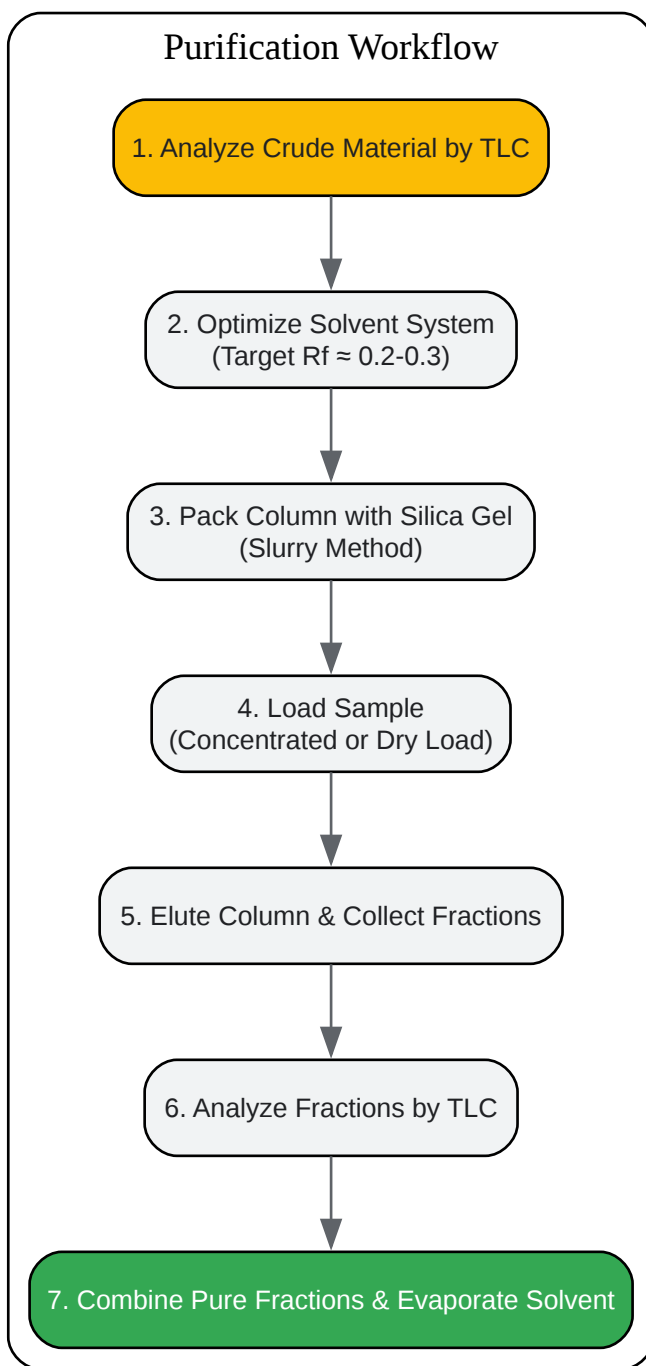 Purification Workflow
1. Analyze Crude Material by TLC
2. Optimize Solvent System
(Target Rf ≈ 0.2-0.3)
3. Pack Column with Silica Gel
(Slurry Method)
4. Load Sample
(Concentrated or Dry Load)
5. Elute Column & Collect Fractions
6. Analyze Fractions by TLC
7. Combine Pure Fractions & Evaporate Solvent